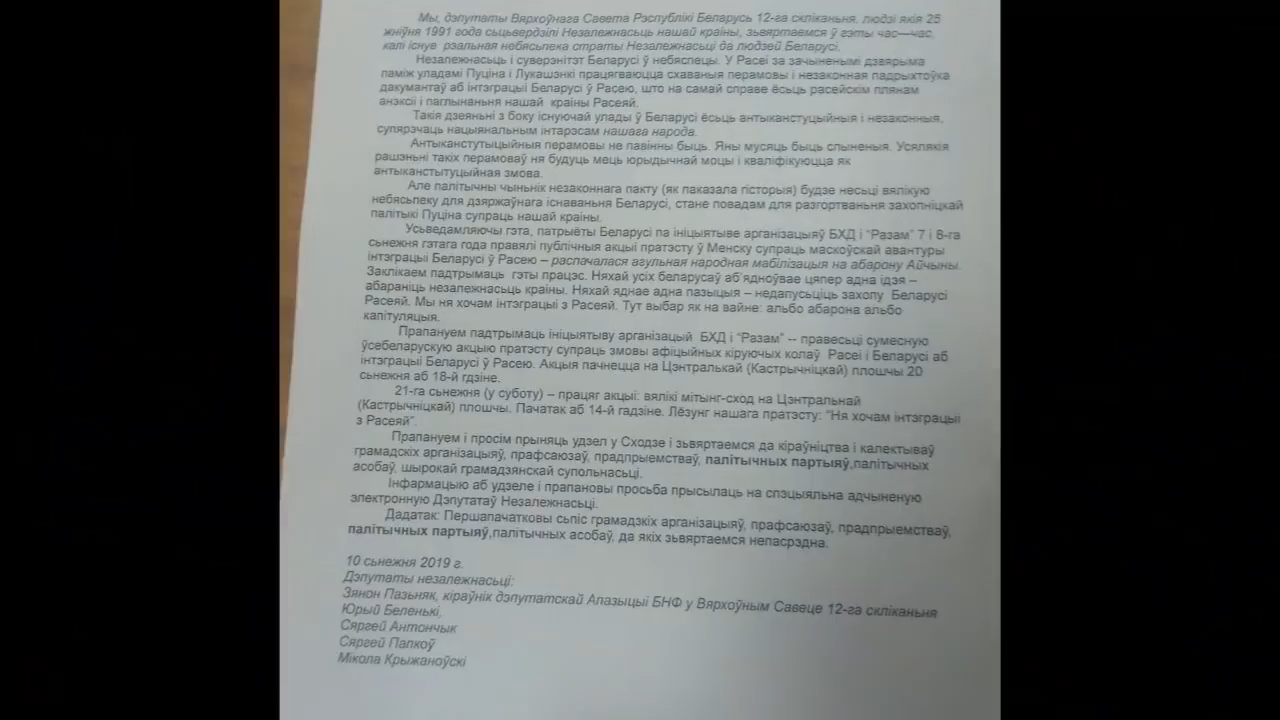 Мы, дэпутаты Вярхоўнага Савета Рэспублікі Беларусь 12-га скліканьня, людзі якія 25
жніўня 1991 года сьцьвердзілі Незалежнасьць нашай краіны, зьвяртаемся ў гэты час—час,
калі існуе рэальная небясьпека страты Незалежнасьці да людзей Беларусі.
Незалежнасьць і суверэнітэт Беларусі ў небяспецы. У Расеі за зачыненымі дзвярыма
паміж уладамі Пуціна і Лукашэнкі працягваюцца схаваныя перамовы і незаконная падрыхтоўка
дакумантаў аб інтэграцыі Беларусі ў Расею, што на самай справе ёсьць расейскім плянам
анэксіі і паглынаньня нашай краіны Расеяй.
Такія дзеяньні з боку існуючай улады ў Беларусі ёсьць антыканстуцыйныя і незаконныя,
супярэчаць нацыянальным інтарэсам нашага народа.
Антыканстутыцыйныя перамовы не павінны быць. Яны мусяць быць спыненыя. Усялякія
рашэньні такіх перамоваў ня будуць мець юрыдычнай моцы і кваліфікуюцца як
антыканстытуцыйная змова.
Але палітычны чыньнік незаконнага пакту (як паказала гісторыя) будзе несьці вялікую
небясьпеку для дзяржаўнага існаваньня Беларусі, стане повадам для разгортваньня захопніцкай
палітыкі Пуціна супраць нашай краіны.
Усьведамляючы гэта, патрыёты Беларусі па ініцыятыве арганізацыяў БХД і “Разам” 7 і 8-га
сьнежня гэтага года правялі публічныя акцыі пратэсту ў Менску супраць маскоўскай авантуры
інтэграцыі Беларусі ў Расею – распачалася агульная народная мабілізацыя на абарону Айчыны.
Заклікаем падтрымаць гэты працэс. Няхай усіх беларусаў аб’ядноўвае цяпер адна ідэя –
абараніць незалежнасьць краіны. Няхай яднае адна пазыцыя – недапусьціць захопу Беларусі
Расеяй. Мы ня хочам інтэграцыі з Расеяй. Тут выбар як на вайне: альбо абарона альбо
капітуляцыя.
Прапануем падтрымаць ініцыятыву арганізацый БХД і “Разам” -- правесьці сумесную
ўсебеларускую акцыю пратэсту супраць змовы афіцыйных кіруючых колаў Расеі і Беларусі аб
інтэграцыі Беларусі ў Расею. Акцыя пачнецца на Цэнтралькай (Кастрычніцкай) плошчы 20
сьнежня аб 18-й гдзіне.
21-га сьнежня (у суботу) – працяг акцыі: вялікі мітынг-сход на Цэнтральнай
(Кастрычніцкай) плошчы. Пачатак аб 14-й гадзіне. Лёзунг нашага пратэсту: “Ня хочам інтэграцыі
з Расеяй”.
Прапануем і просім прыняць удзел у Сходзе і зьвяртаемся да кіраўніцтва і калектываў
грамадскіх арганізацыяў, прафсаюзаў, прадпрыемстваў, палітычных партыяў,палітычных
асобаў, шырокай грамадзянскай супольнасьці.
Інфармацыю аб удзеле і прапановы просьба прысылаць на спэцыяльна адчыненую
электронную Дэпутатаў Незалежнасьці.
Дадатак: Першапачатковы сьпіс грамадзкіх арганізацыяў, прафсаюзаў, прадпрыемстваў,
палітычных партыяў,палітычных асобаў, да якіх зьвяртаемся непасрэдна.
10 сьнежня 2019 г.
Дэпутаты незалежнасьці:
Зянон Пазьняк, кіраўнік дэпутатскай Апазыцыі БНФ у Вярхоўным Савеце 12-га скліканьня
Юрый Беленькі,
Сяргей Антончык
Сяргей Папкоў
Мікола Крыжаноўскі